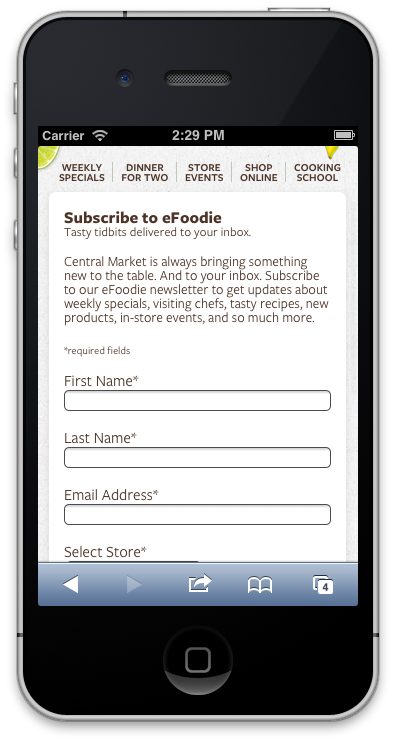 Carrier 2:29 PM
WEEKLY SPECIALS
DINNER FOR TWO
STORE EVENTS
SHOP ONLINE
COOKING SCHOOL
Subscribe to eFoodie
Tasty tidbits delivered to your inbox.
Central Market is always bringing something
new to the table. And to your inbox. Subscribe
to our eFoodie newsletter to get updates about
weekly specials, visiting chefs, tasty recipes, new
products, in-store events, and so much more.
*required fields
First Name*
Last Name*
Email Address*
Select Store*
4